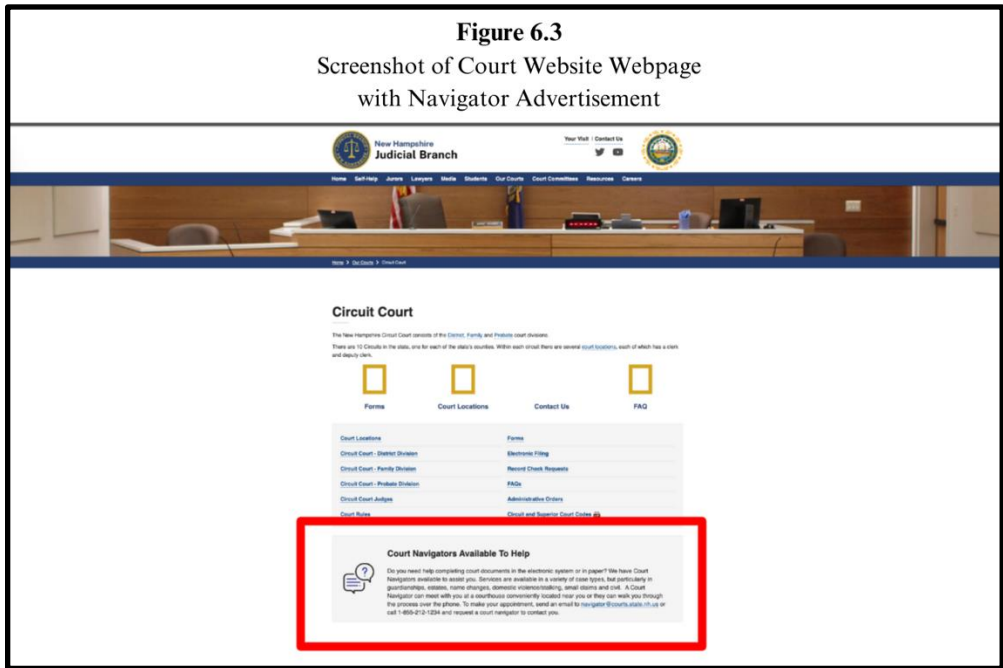 Figure 6.3
Screenshot of Court Website Webpage
with Navigator Advertisement
New Hampshire
Judicial Branch
Your Visit | Contact Us
Home Self-Help Jurors Lawyers Media Students Our Courts Court Committees Resources Careers
Home > Our Courts > Circuit Court
Circuit Court
The New Hampshire Circuit Court consists of the District, Family, and Probate court divisions.
There are 10 Circuits in the state, one for each of the state's counties. Within each circuit there are several court locations, each of which has a clerk
and deputy clerk.
Forms Court Locations Contact Us FAQ
Court Locations Forms
Circuit Court - District Division Electronic Filing
Circuit Court - Family Division Record Check Requests
Circuit Court - Probate Division FAQs
Circuit Court Judges Administrative Orders
Court Rules Circuit and Superior Court Codes
Court Navigators Available To Help
Do you need help completing court documents in the electronic system or in paper? We have Court
Navigators available to assist you. Services are available in a variety of case types, but particularly in
guardianships, estates, name changes, domestic violence/stalking, small claims and civil. A Court
Navigator can meet with you at a courthouse conveniently located near you or they can walk you through
the process over the phone. To make your appointment, send an email to navigator@courts.state.nh.us or
call 1-855-212-1234 and request a court navigator to contact you.